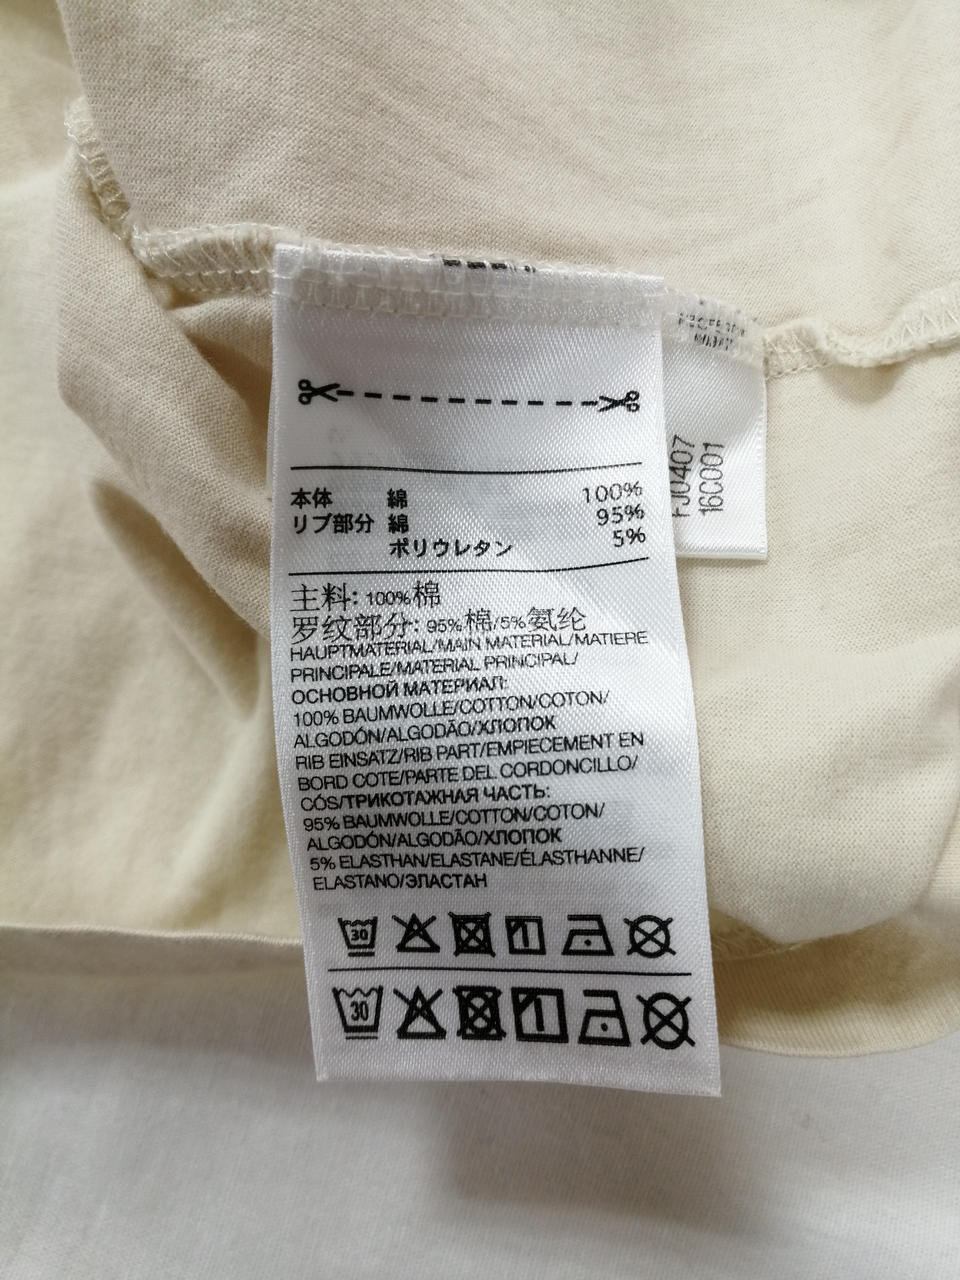 本体 綿 100%
リブ部分 綿 95%
ポリウレタン 5%
主料: 100%棉
罗纹部分: 95%棉/5%氨纶
HAUPTMATERIAL/MAIN MATERIAL/MATIERE
PRINCIPALE/MATERIAL PRINCIPAL/
ОСНОВНОЙ МАТЕРИАЛ:
100% BAUMWOLLE/COTTON/COTON/
ALGODÓN/ALGODÃO/ХЛОПОК
RIB EINSATZ/RIB PART/EMPIECEMENT EN
BORD COTE/PARTE DEL CORDONCILLO/
CÓS/ТРИКОТАЖНАЯ ЧАСТЬ:
95% BAUMWOLLE/COTTON/COTON/
ALGODÓN/ALGODÃO/ХЛОПОК
5% ELASTHAN/ELASTANE/ÉLASTHANNE/
ELASTANO/ЭЛАСТАН
30
30
FJ0407
16C001